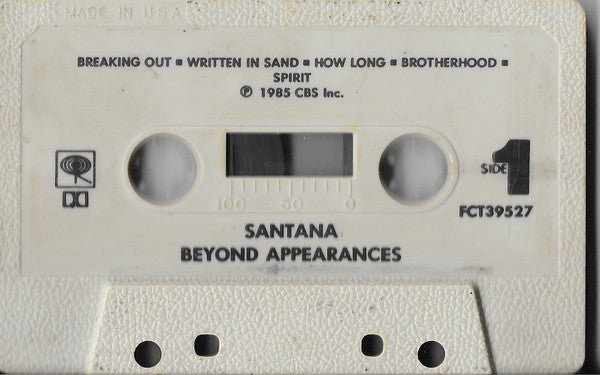 MADE IN U.S.A.
BREAKING OUT ■ WRITTEN IN SAND ■ HOW LONG ■ BROTHERHOOD ■
SPIRIT
℗ 1985 CBS Inc.
SIDE 1
100 50 0
FCT39527
SANTANA
BEYOND APPEARANCES